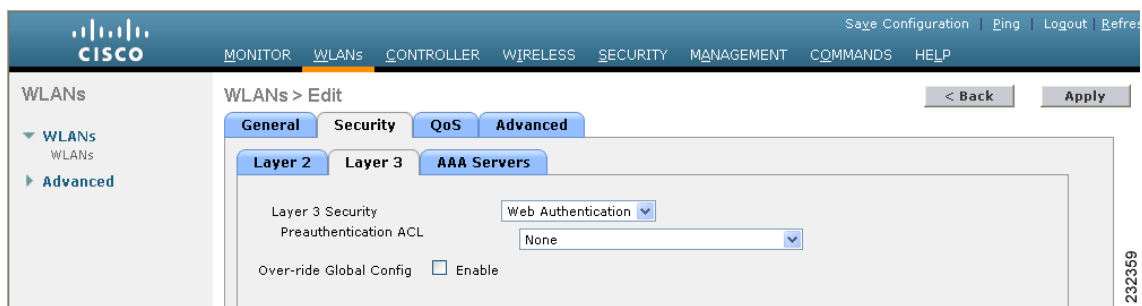 Save Configuration | Ping | Logout | Refres
CISCO
MONITOR WLANs CONTROLLER WIRELESS SECURITY MANAGEMENT COMMANDS HELP
WLANs
WLANs > Edit
< Back
Apply
WLANs
WLANs
Advanced
General Security QoS Advanced
Layer 2 Layer 3 AAA Servers
Layer 3 Security Web Authentication
Preauthentication ACL None
Over-ride Global Config Enable
232359